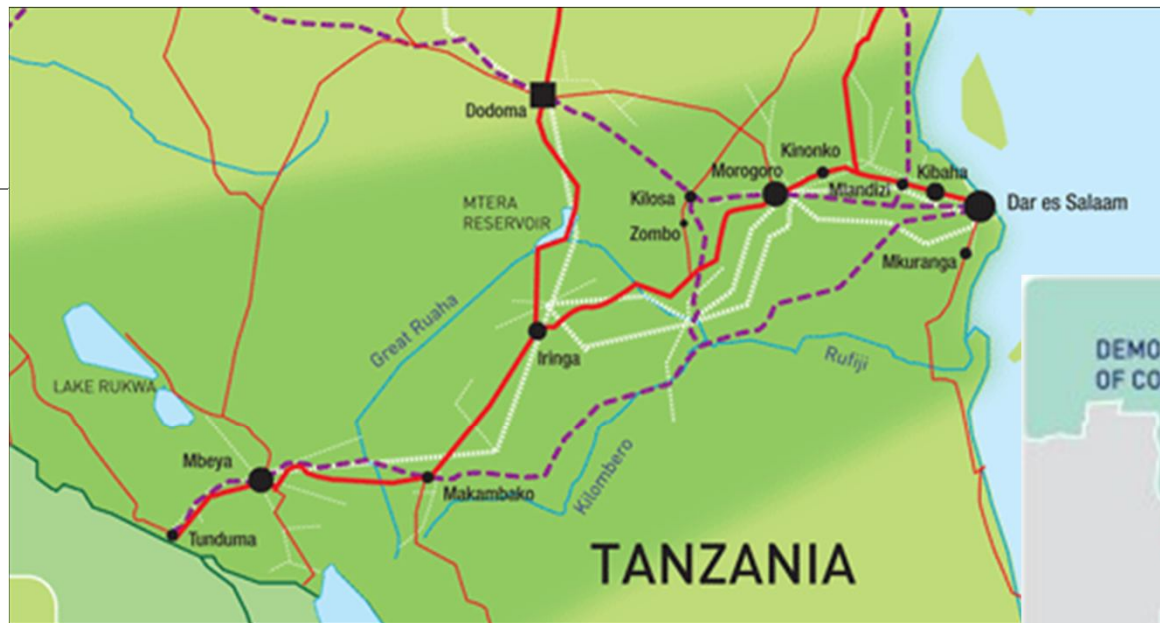 Dodoma
Kinonko
Morogoro
Kibaha
Mlandizi
Kilosa
Dar es Salaam
MTERA
RESERVOIR
Zombo
Mkuranga
Great Ruaha
Iringa
Rufiji
DEMO
OF CO
LAKE RUKWA
Mbeya
Kilombero
Makambako
Tunduma
TANZANIA